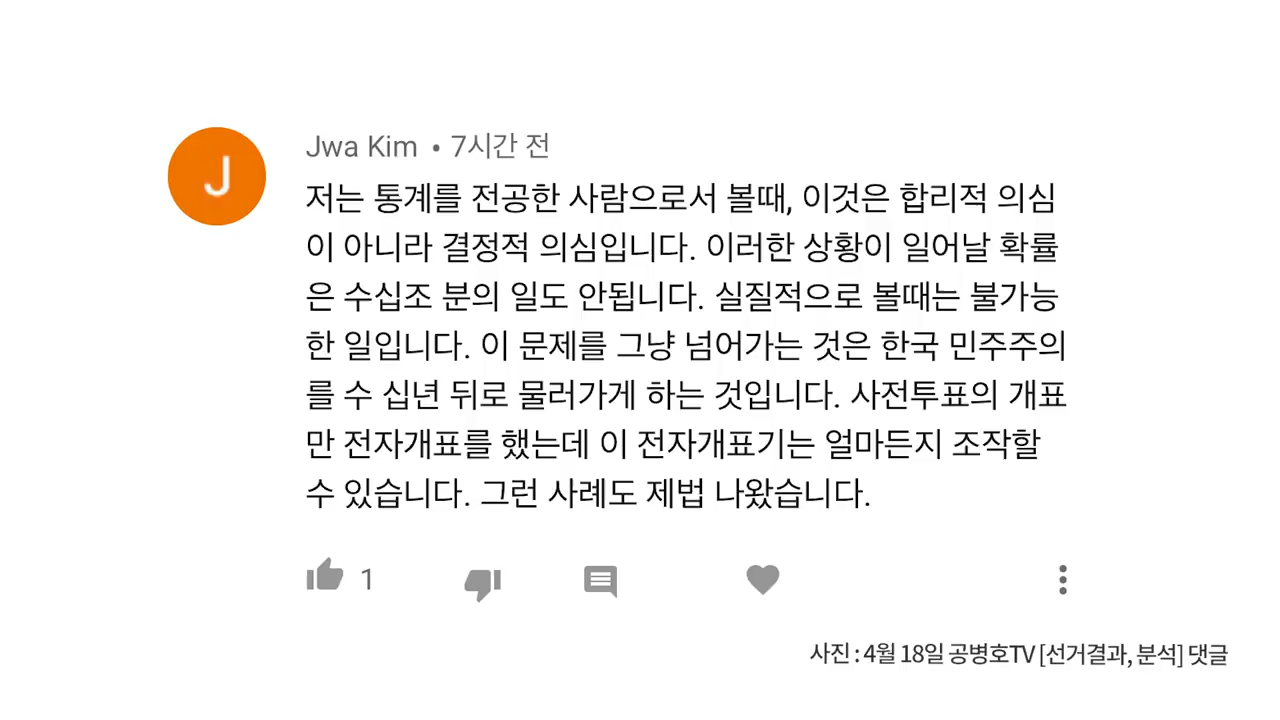 J
Jwa Kim • 7시간 전
저는 통계를 전공한 사람으로서 볼때, 이것은 합리적 의심
이 아니라 결정적 의심입니다. 이러한 상황이 일어날 확률
은 수십조 분의 일도 안됩니다. 실질적으로 볼때는 불가능
한 일입니다. 이 문제를 그냥 넘어가는 것은 한국 민주주의
를 수 십년 뒤로 물러가게 하는 것입니다. 사전투표의 개표
만 전자개표를 했는데 이 전자개표기는 얼마든지 조작할
수 있습니다. 그런 사례도 제법 나왔습니다.
1
사진 : 4월 18일 공병호TV [선거결과, 분석] 댓글